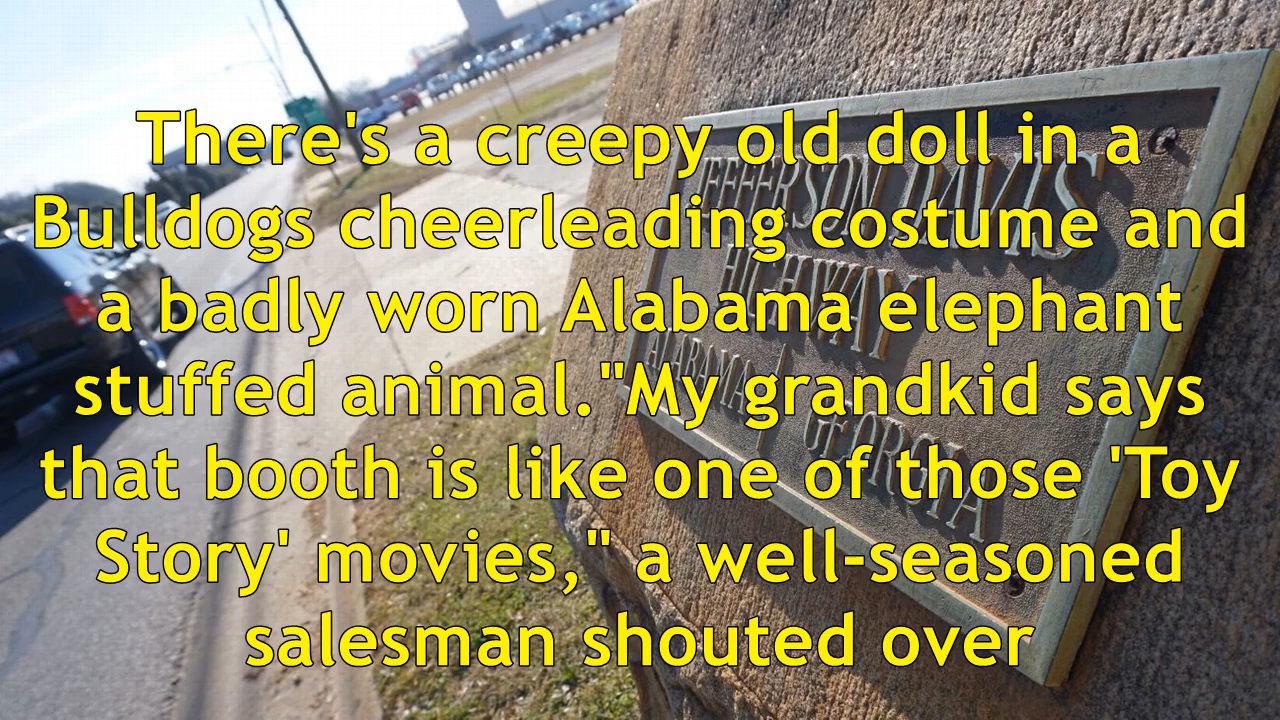 There's a creepy old doll in a
Bulldogs cheerleading costume and
a badly worn Alabama elephant
stuffed animal."My grandkid says
that booth is like one of those 'Toy
Story' movies," a well-seasoned
salesman shouted over
JEFFERSON DAVIS
HIGHWAY
ALABAMA
GEORGIA